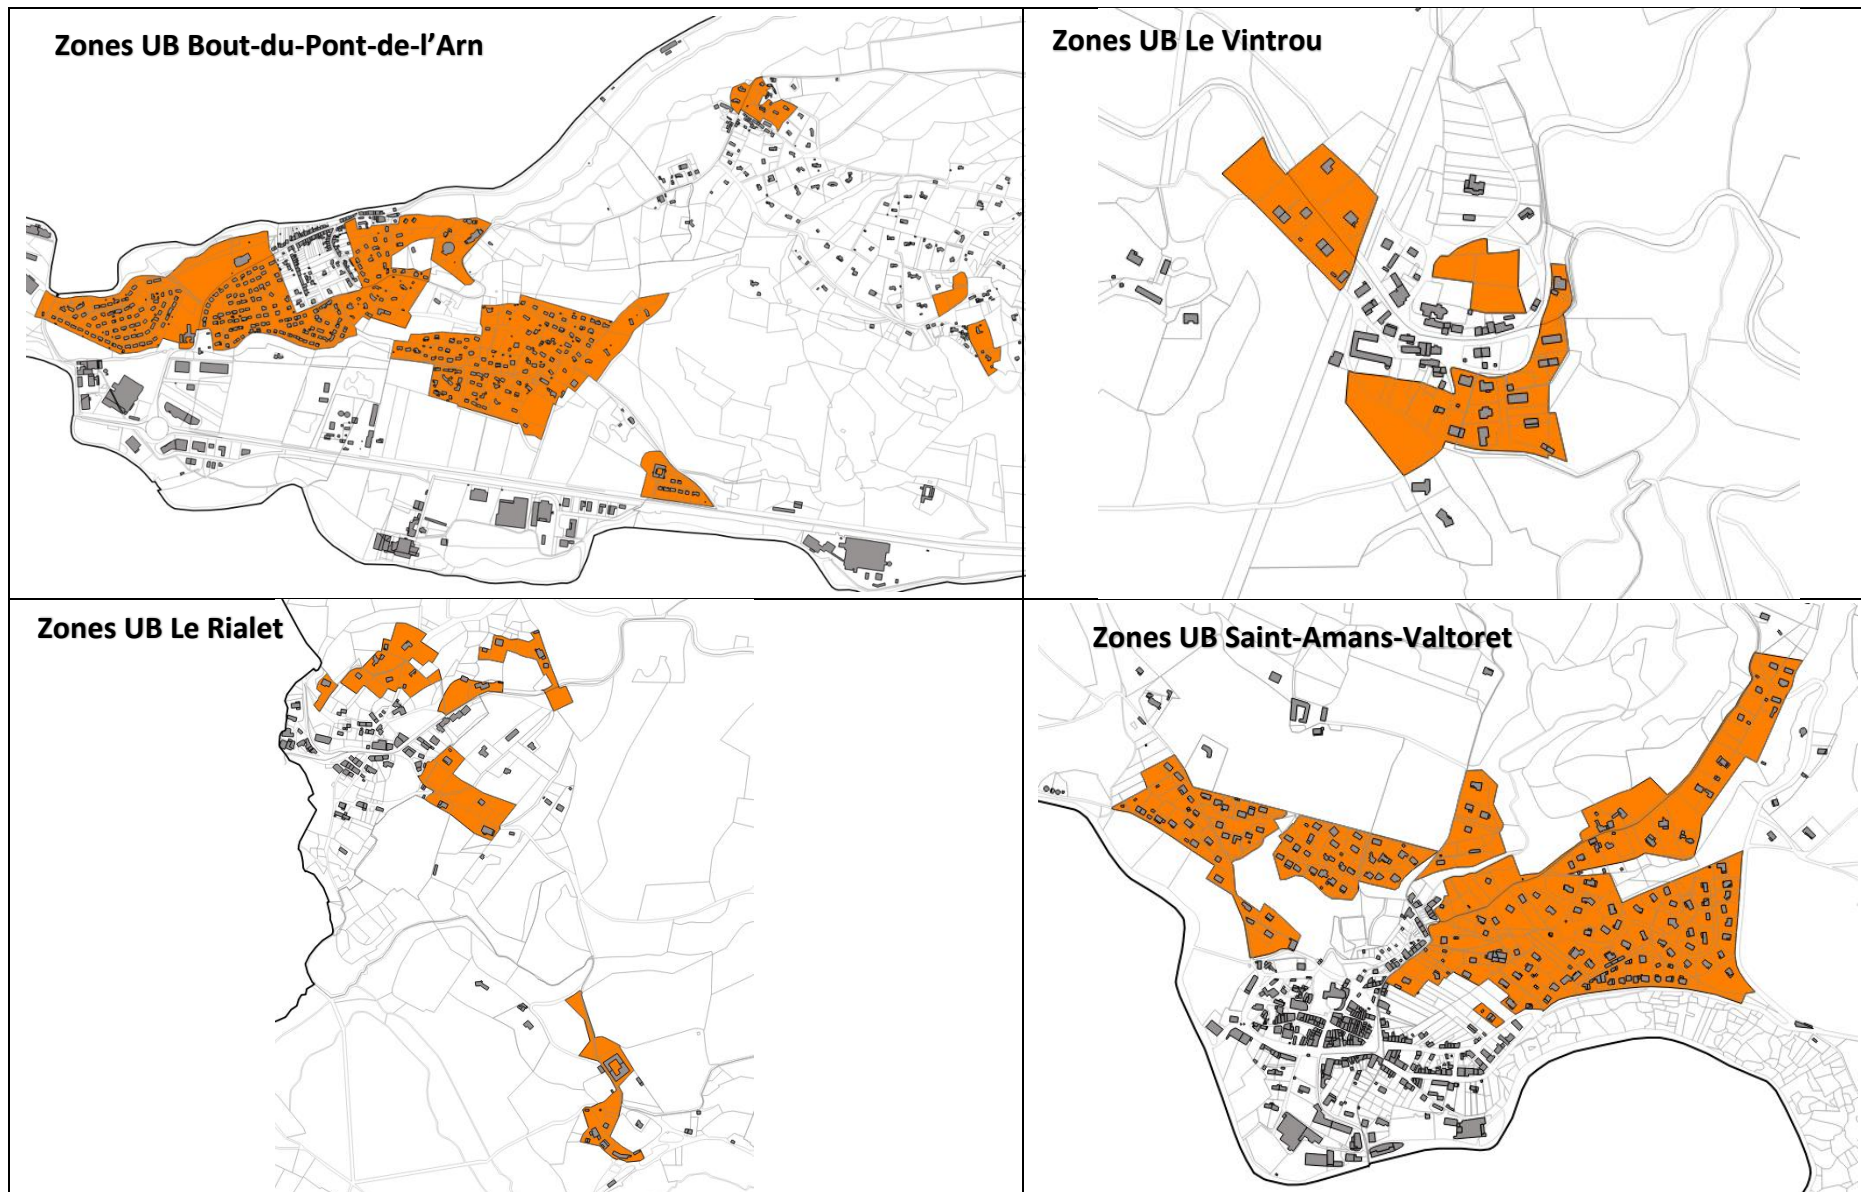 Zones UB Bout-du-Pont-de-l’Arn
Zones UB Le Vintrou
Zones UB Le Rialet
Zones UB Saint-Amans-Valtoret